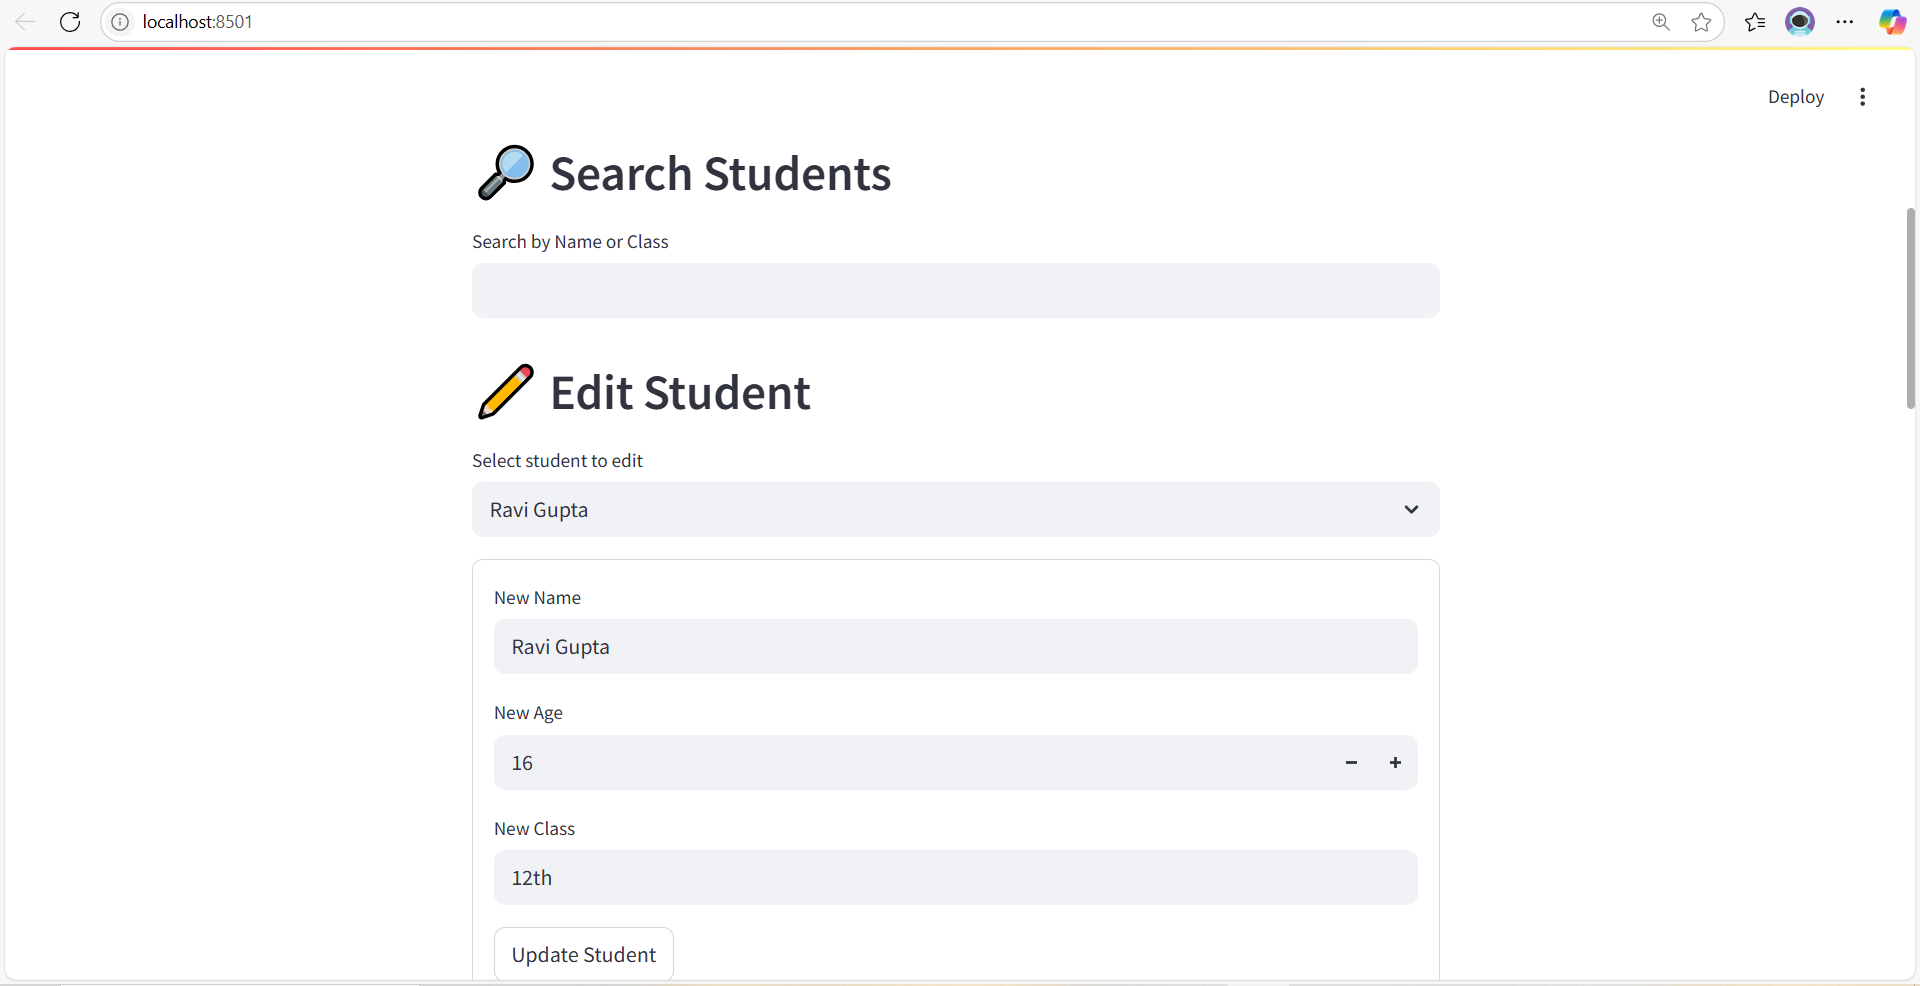 localhost:8501
Deploy
Search Students
Search by Name or Class
Edit Student
Select student to edit
Ravi Gupta
New Name
Ravi Gupta
New Age
16
New Class
12th
Update Student